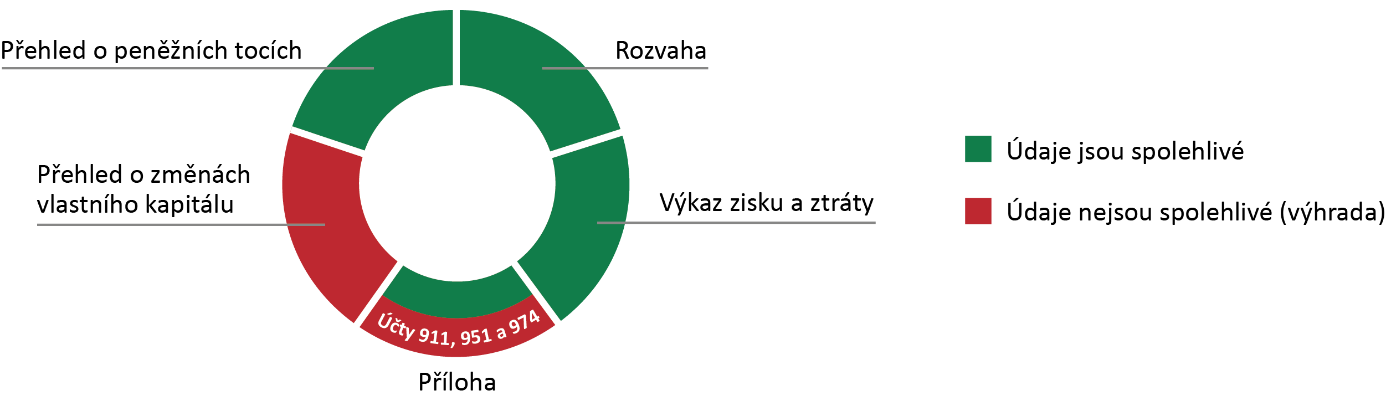 Přehled o peněžních tocích
Rozvaha
Přehled o změnách
vlastního kapitálu
Výkaz zisku a ztráty
Účty 911, 951 a 974
Příloha
Údaje jsou spolehlivé
Údaje nejsou spolehlivé (výhrada)